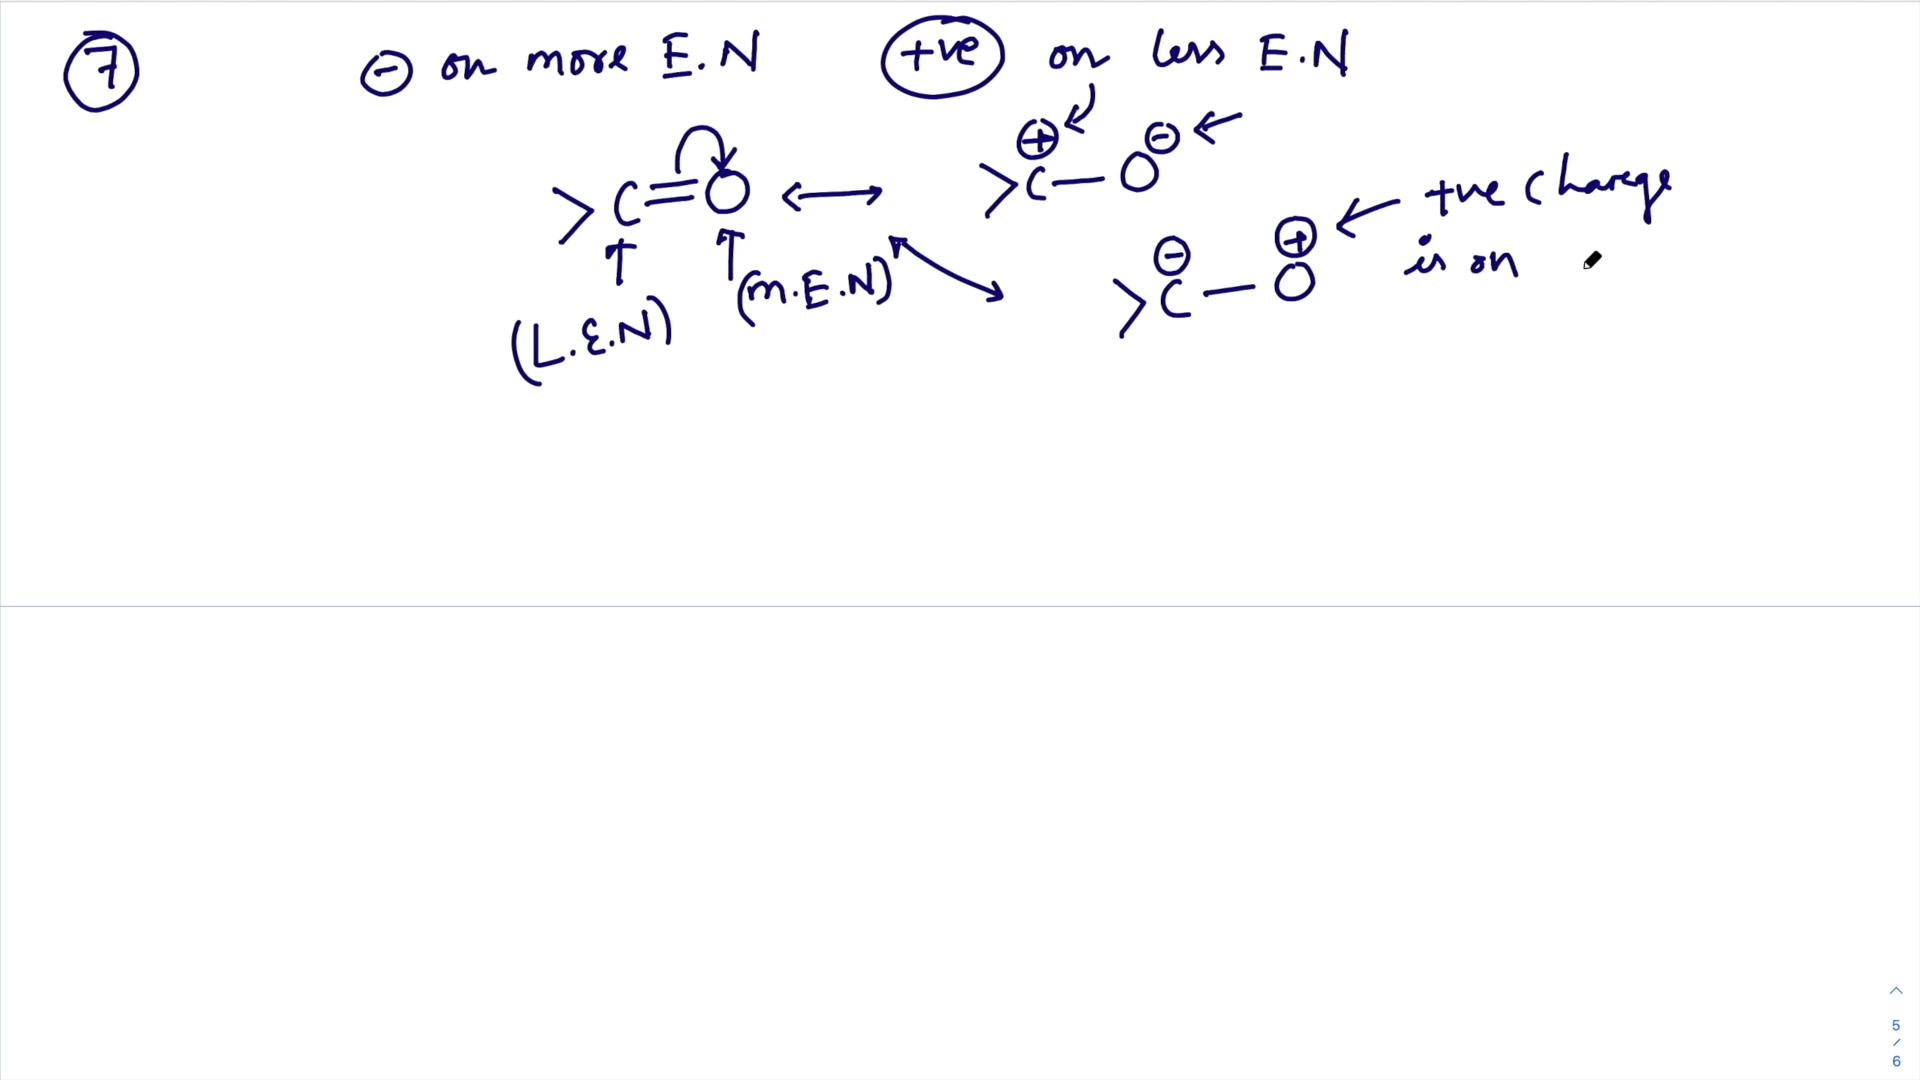 7 ⊖ on more E.N +ve on less E.N
⊕ ⊖
>C=O ⟷ >C—O
+ve Charge
⊖ ⊕
is on
(m.E.N) >C—O
(L.E.N)
5
/
6